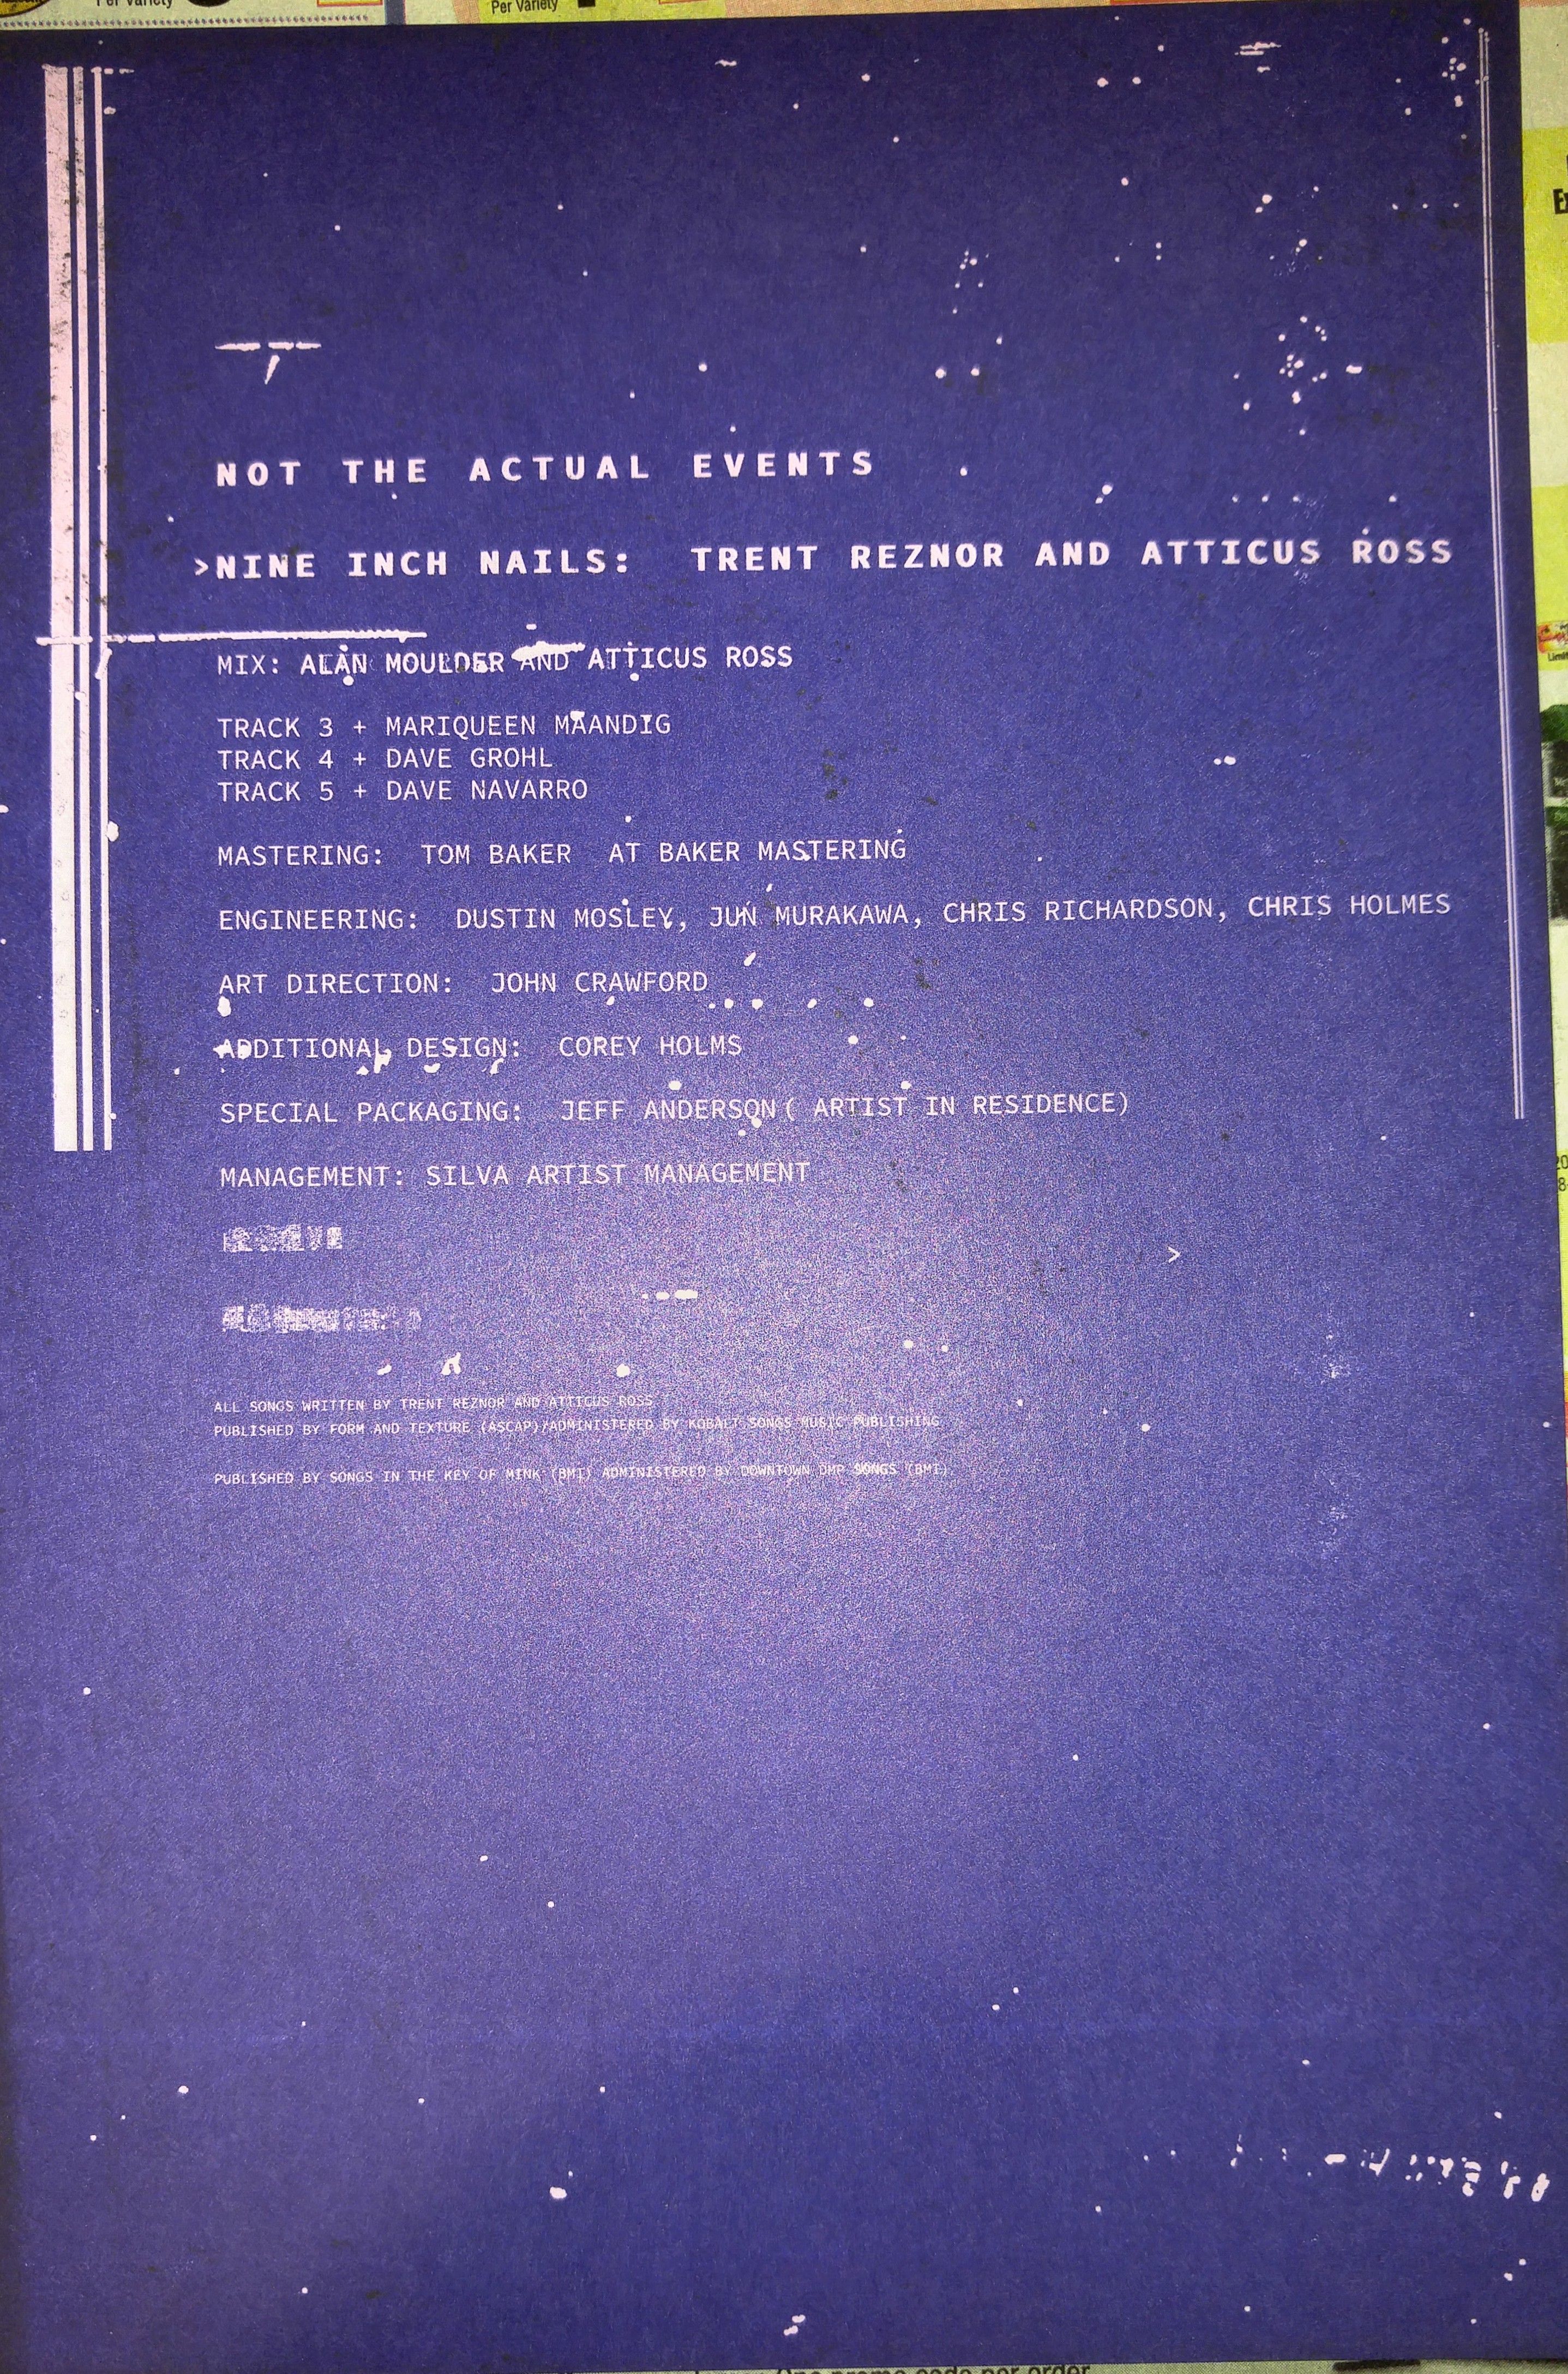 Per Variety
Per Variety
NOT THE ACTUAL EVENTS
>NINE INCH NAILS: TRENT REZNOR AND ATTICUS ROSS
MIX: ALAN MOULDER AND ATTICUS ROSS
TRACK 3 + MARIQUEEN MAANDIG
TRACK 4 + DAVE GROHL
TRACK 5 + DAVE NAVARRO
MASTERING: TOM BAKER AT BAKER MASTERING
ENGINEERING: DUSTIN MOSLEY, JUN MURAKAWA, CHRIS RICHARDSON, CHRIS HOLMES
ART DIRECTION: JOHN CRAWFORD
ADDITIONAL DESIGN: COREY HOLMS
SPECIAL PACKAGING: JEFF ANDERSON ( ARTIST IN RESIDENCE)
MANAGEMENT: SILVA ARTIST MANAGEMENT
>
ALL SONGS WRITTEN BY TRENT REZNOR AND ATTICUS ROSS
PUBLISHED BY FORM AND TEXTURE (ASCAP)/ADMINISTERED BY KOBALT SONGS MUSIC PUBLISHING
PUBLISHED BY SONGS IN THE KEY OF MINK (BMI) ADMINISTERED BY DOWNTOWN DMP SONGS (BMI)
One promo code per order